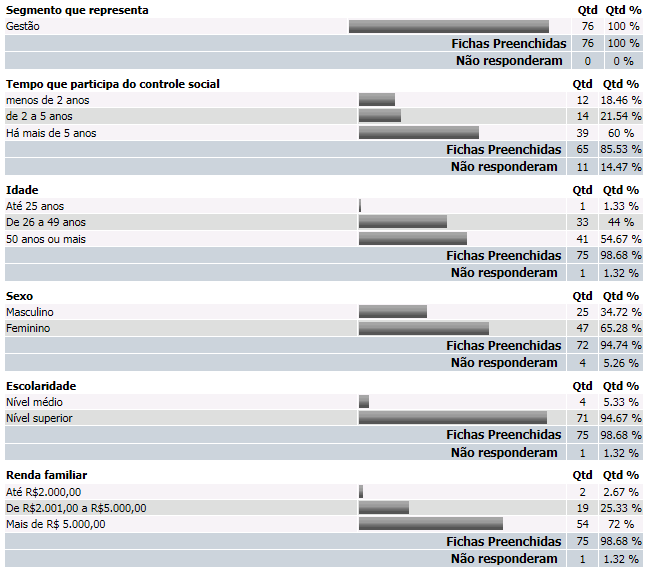 Segmento que representa Qtd Qtd %
Gestão 76 100 %
Fichas Preenchidas 76 100 %
Não responderam 0 0 %
Tempo que participa do controle social Qtd Qtd %
menos de 2 anos 12 18.46 %
de 2 a 5 anos 14 21.54 %
Há mais de 5 anos 39 60 %
Fichas Preenchidas 65 85.53 %
Não responderam 11 14.47 %
Idade Qtd Qtd %
Até 25 anos 1 1.33 %
De 26 a 49 anos 33 44 %
50 anos ou mais 41 54.67 %
Fichas Preenchidas 75 98.68 %
Não responderam 1 1.32 %
Sexo Qtd Qtd %
Masculino 25 34.72 %
Feminino 47 65.28 %
Fichas Preenchidas 72 94.74 %
Não responderam 4 5.26 %
Escolaridade Qtd Qtd %
Nível médio 4 5.33 %
Nível superior 71 94.67 %
Fichas Preenchidas 75 98.68 %
Não responderam 1 1.32 %
Renda familiar Qtd Qtd %
Até R$2.000,00 2 2.67 %
De R$2.001,00 a R$5.000,00 19 25.33 %
Mais de R$ 5.000,00 54 72 %
Fichas Preenchidas 75 98.68 %
Não responderam 1 1.32 %